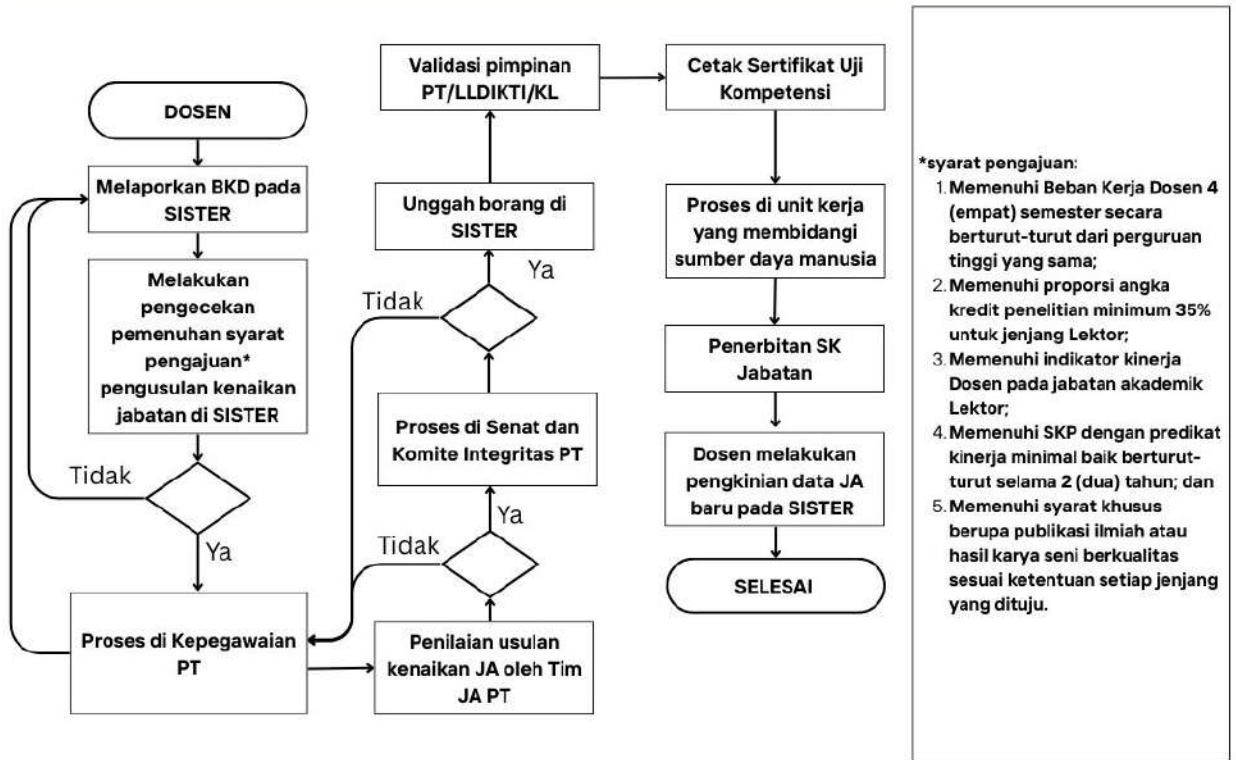 DOSEN
Melaporkan BKD pada
SISTER
Melakukan
pengecekan
pemenuhan syarat
pengajuan*
pengusulan kenaikan
jabatan di SISTER
Tidak
Ya
Proses di Kepegawaian
PT
Penilaian usulan
kenaikan JA oleh Tim
JA PT
Tidak
Ya
Proses di Senat dan
Komite Integritas PT
Tidak
Ya
Unggah borang di
SISTER
Validasi pimpinan
PT/LLDIKTI/KL
Cetak Sertifikat Uji
Kompetensi
Proses di unit kerja
yang membidangi
sumber daya manusia
Penerbitan SK
Jabatan
Dosen melakukan
pengkinian data JA
baru pada SISTER
SELESAI
*syarat pengajuan:
1. Memenuhi Beban Kerja Dosen 4
(empat) semester secara
berturut-turut dari perguruan
tinggi yang sama;
2. Memenuhi proporsi angka
kredit penelitian minimum 35%
untuk jenjang Lektor;
3. Memenuhi indikator kinerja
Dosen pada jabatan akademik
Lektor;
4. Memenuhi SKP dengan predikat
kinerja minimal baik berturut-
turut selama 2 (dua) tahun; dan
5. Memenuhi syarat khusus
berupa publikasi ilmiah atau
hasil karya seni berkualitas
sesuai ketentuan setiap jenjang
yang dituju.